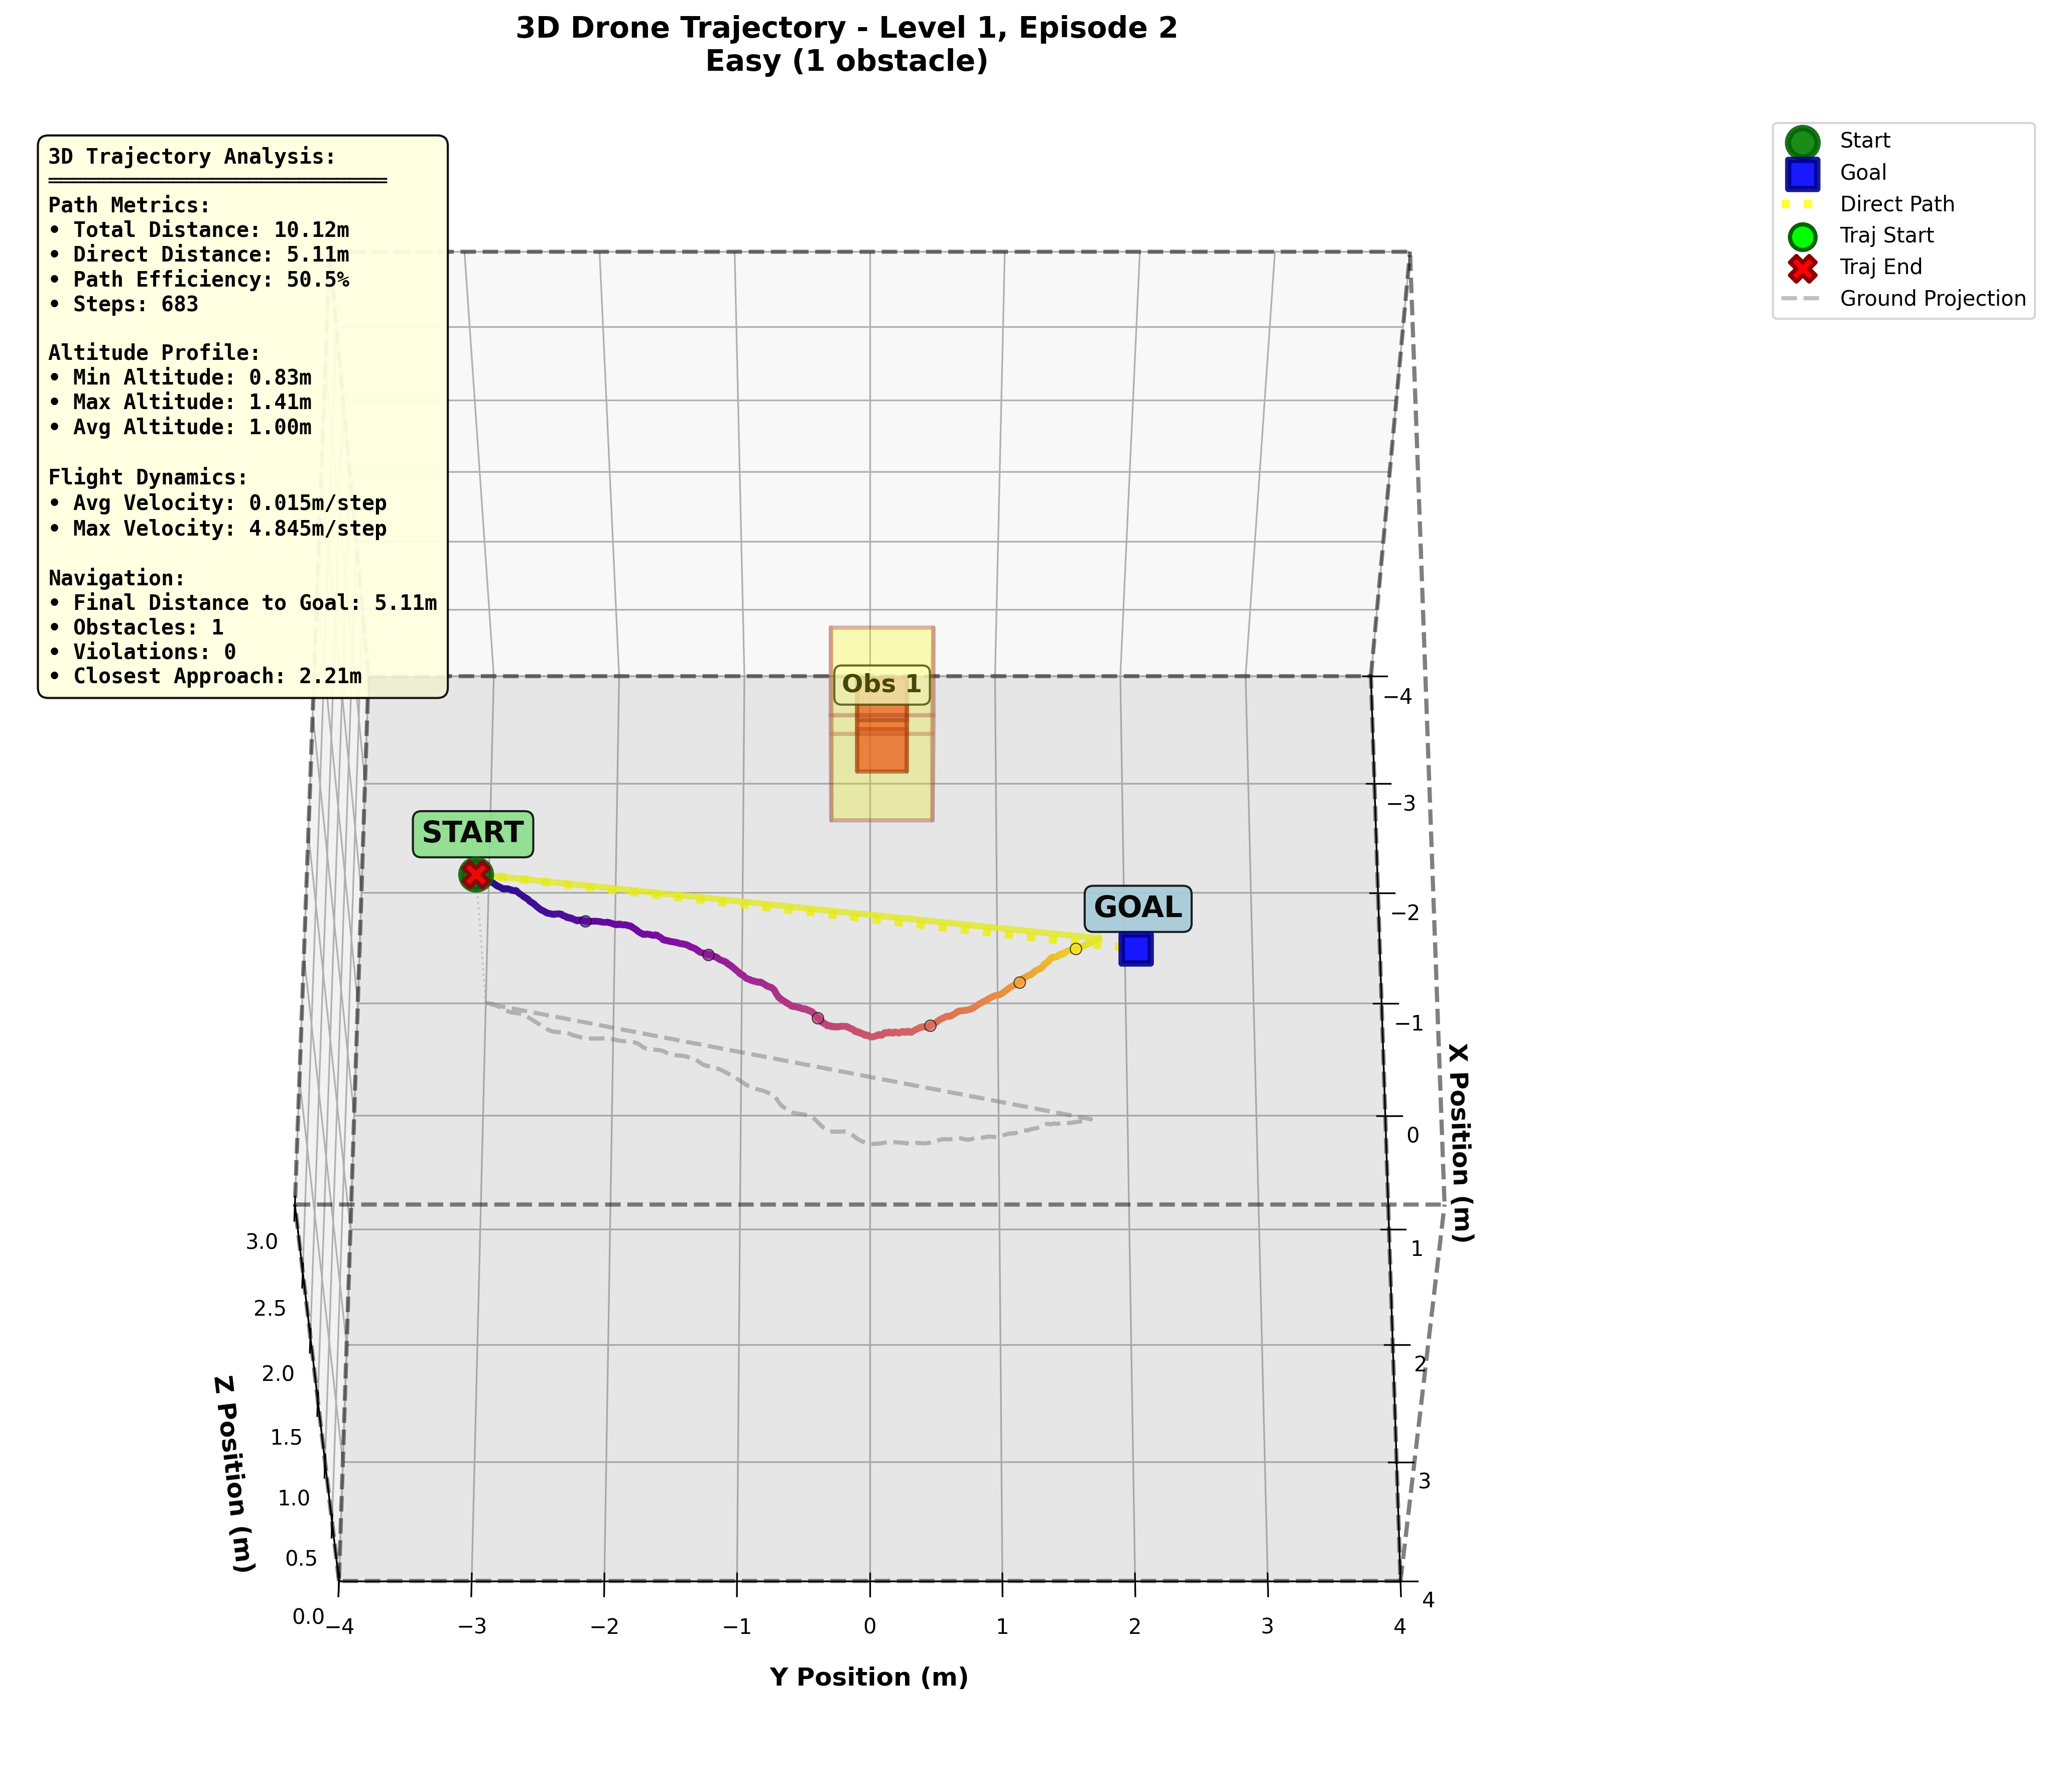 3D Drone Trajectory - Level 1, Episode 2
Easy (1 obstacle)
3D Trajectory Analysis:
Path Metrics:
• Total Distance: 10.12m
• Direct Distance: 5.11m
• Path Efficiency: 50.5%
• Steps: 683
Altitude Profile:
• Min Altitude: 0.83m
• Max Altitude: 1.41m
• Avg Altitude: 1.00m
Flight Dynamics:
• Avg Velocity: 0.015m/step
• Max Velocity: 4.845m/step
Navigation:
• Final Distance to Goal: 5.11m
• Obstacles: 1
• Violations: 0
• Closest Approach: 2.21m
Start
Goal
Direct Path
Traj Start
Traj End
Ground Projection
Obs 1
START
GOAL
−4
−3
−2
−1
0
1
2
3
4
X Position (m)
3.0
2.5
2.0
1.5
1.0
0.5
0.0
Z Position (m)
−4
−3
−2
−1
0
1
2
3
4
Y Position (m)